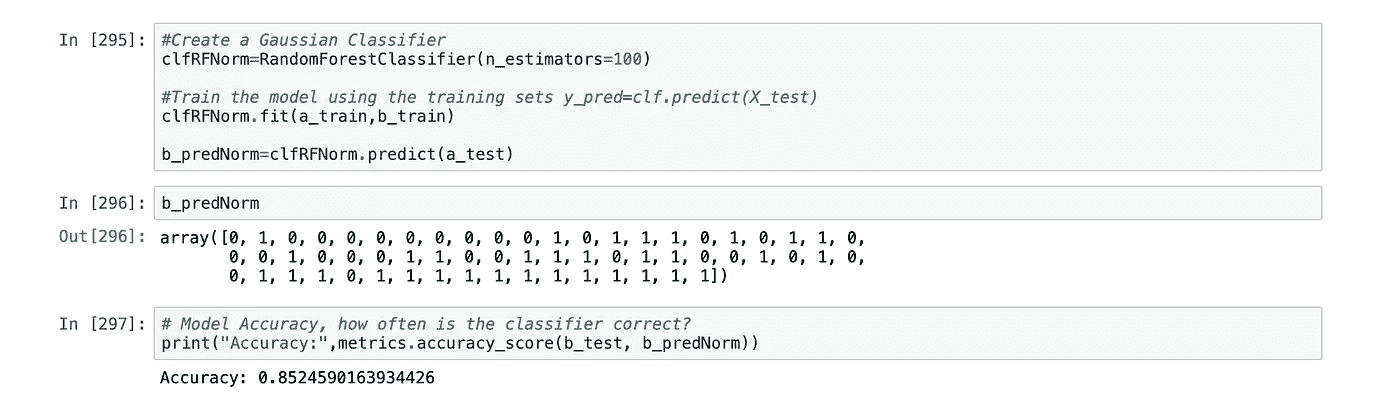 In [295]: #Create a Gaussian Classifier
clfRFNorm=RandomForestClassifier(n_estimators=100)
#Train the model using the training sets y_pred=clf.predict(X_test)
clfRFNorm.fit(a_train,b_train)
b_predNorm=clfRFNorm.predict(a_test)
In [296]: b_predNorm
Out[296]: array([0, 1, 0, 0, 0, 0, 0, 0, 0, 0, 0, 1, 0, 1, 1, 1, 0, 1, 0, 1, 1, 0,
0, 0, 1, 0, 0, 0, 1, 1, 0, 0, 1, 1, 1, 0, 1, 1, 0, 0, 1, 0, 1, 0,
0, 1, 1, 1, 0, 1, 1, 1, 1, 1, 1, 1, 1, 1, 1, 1, 1])
In [297]: # Model Accuracy, how often is the classifier correct?
print("Accuracy:",metrics.accuracy_score(b_test, b_predNorm))
Accuracy: 0.8524590163934426